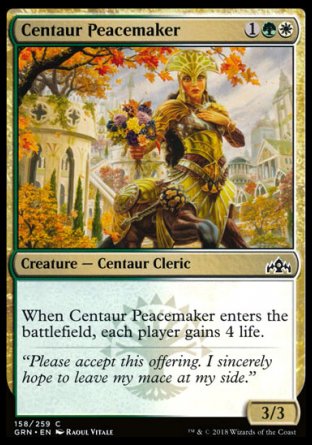 Centaur Peacemaker 1
Creature — Centaur Cleric
When Centaur Peacemaker enters the
battlefield, each player gains 4 life.
“Please accept this offering. I sincerely
hope to leave my mace at my side.”
3/3
158/259 C
GRN • EN Raoul Vitale
™ & © 2018 Wizards of the Coast